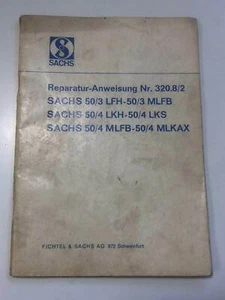 SACHS
Reparatur-Anweisung Nr. 320.8/2
SACHS 50/3 LFH-50/3 MLFB
SACHS 50/4 LKH-50/4 LKS
SACHS 50/4 MLFB-50/4 MLKAX
FICHTEL & SACHS AG 872 Schweinfurt